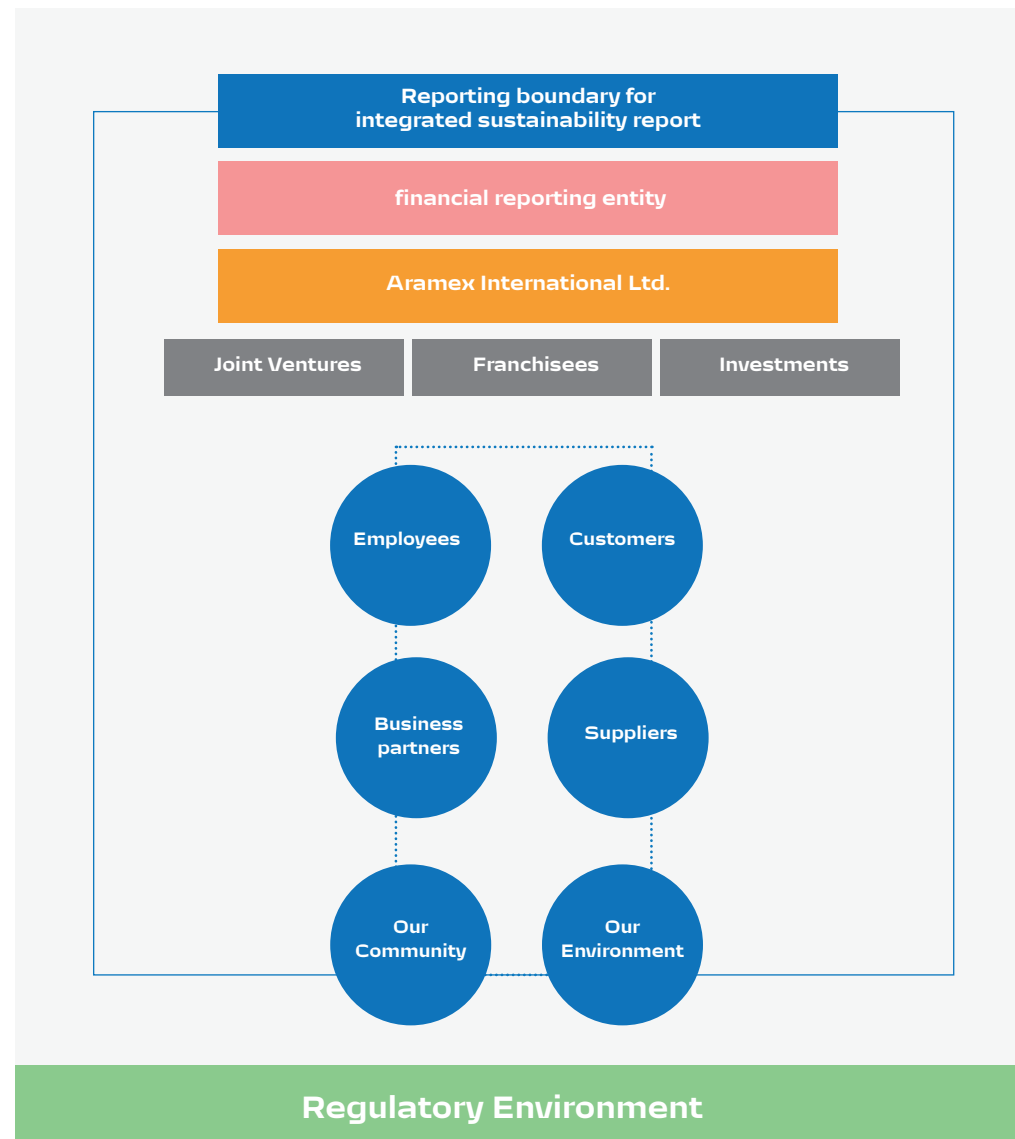 Reporting boundary for
integrated sustainability report
financial reporting entity
Aramex International Ltd.
Joint Ventures
Franchisees
Investments
Employees
Customers
Business
partners
Suppliers
Our
Community
Our
Environment
Regulatory Environment